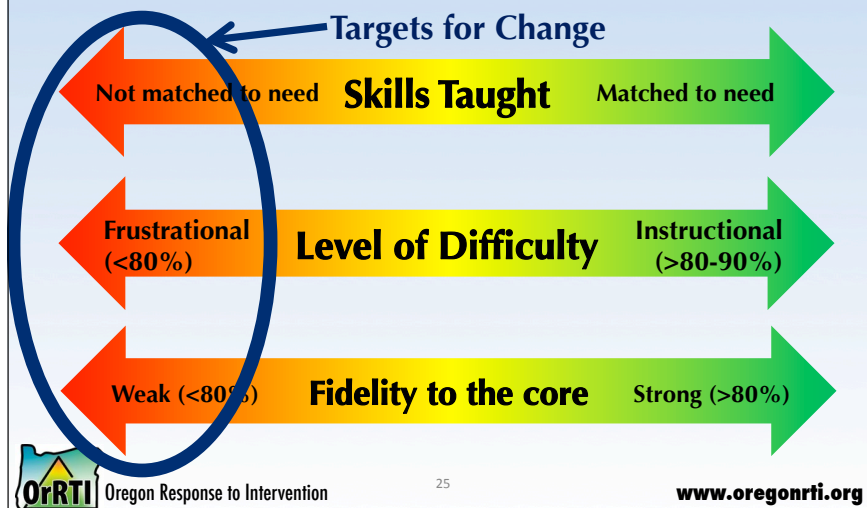 Targets for Change
Not matched to need Skills Taught Matched to need
Frustrational
(<80%)
Level of Difficulty
Instructional
(>80-90%)
Weak (<80%) Fidelity to the core Strong (>80%)
OrRTI Oregon Response to Intervention
25
www.oregonrti.org